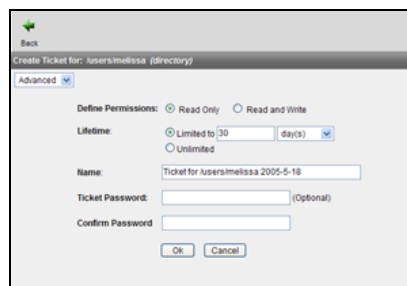 Back
Create Ticket for: /users/melissa (directory)
Advanced
Define Permissions: Read Only Read and Write
Lifetime: Limited to 30 day(s)
Unlimited
Name: Ticket for /users/melissa 2005-5-18
Ticket Password: (Optional)
Confirm Password
Ok Cancel